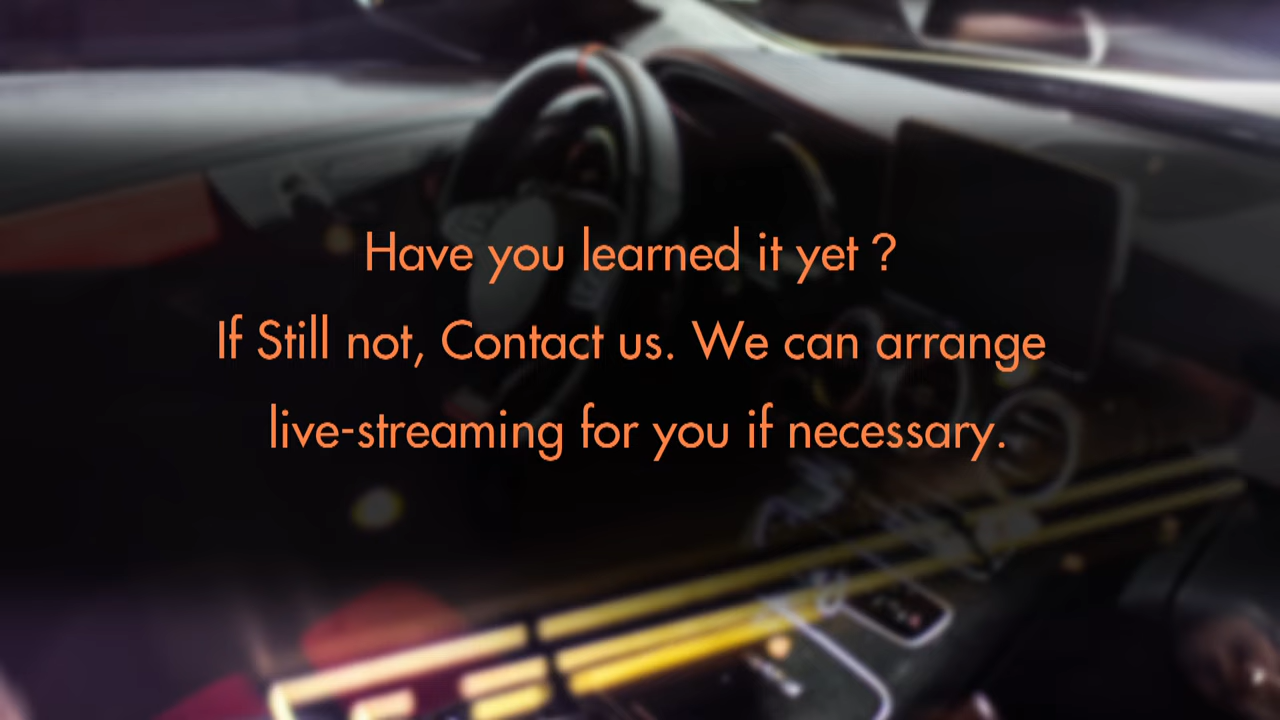 Have you learned it yet ?
If Still not, Contact us. We can arrange
live-streaming for you if necessary.